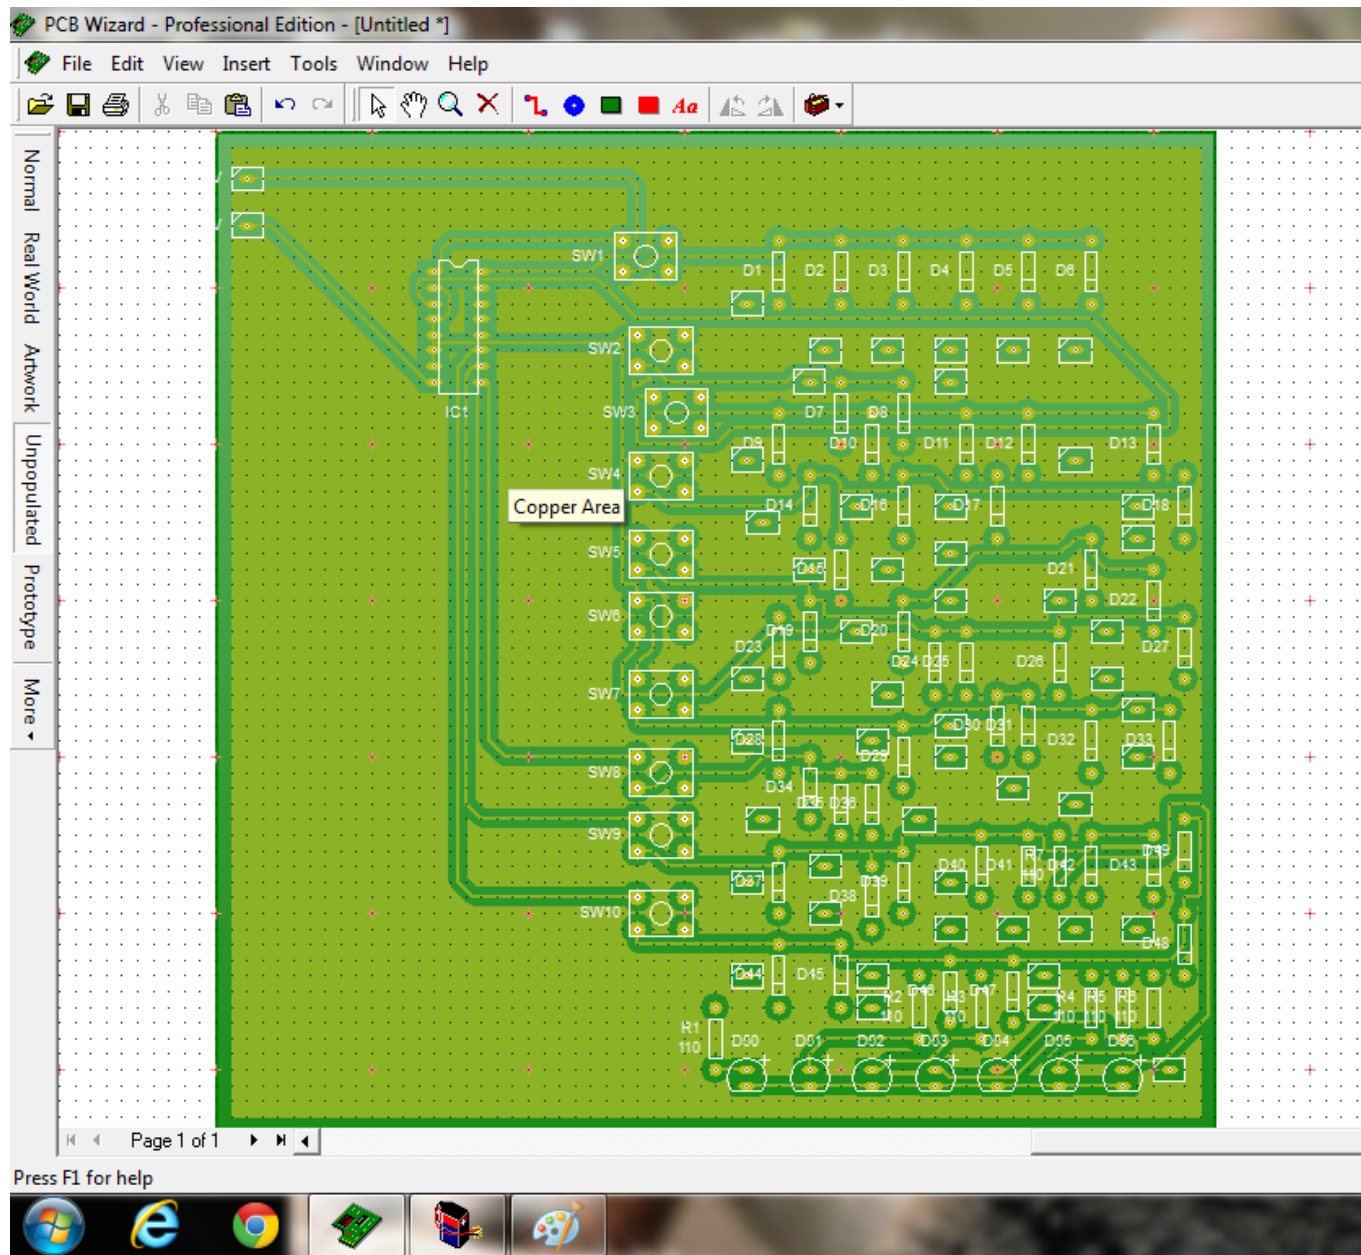 PCB Wizard - Professional Edition - [Untitled *]
File Edit View Insert Tools Window Help
Aa
Normal
Real World
Artwork
Unpopulated
Prototype
More
SW1
D1 D2 D3 D4 D5 D6
SW2
IC1
SW3
D7 D8
D9 D10 D11 D12 D13
SW4
Copper Area
D14 D16 D17 D18
SW5
D15 D21
D22
SW6
D19 D20
D23 D24 D25 D26 D27
SW7
D30 D31
D28 D29 D32 D33
SW8
D34
D35 D36
SW9
D49
D40 D41 R7 D42 D43
110
D37 D39
D38
SW10
D48
D44 D45
D46 D47
R2 R3 R4 R5 R6
110 110 110 110 110
R1
110
D50 D51 D52 D53 D54 D55 D56
Page 1 of 1
Press F1 for help